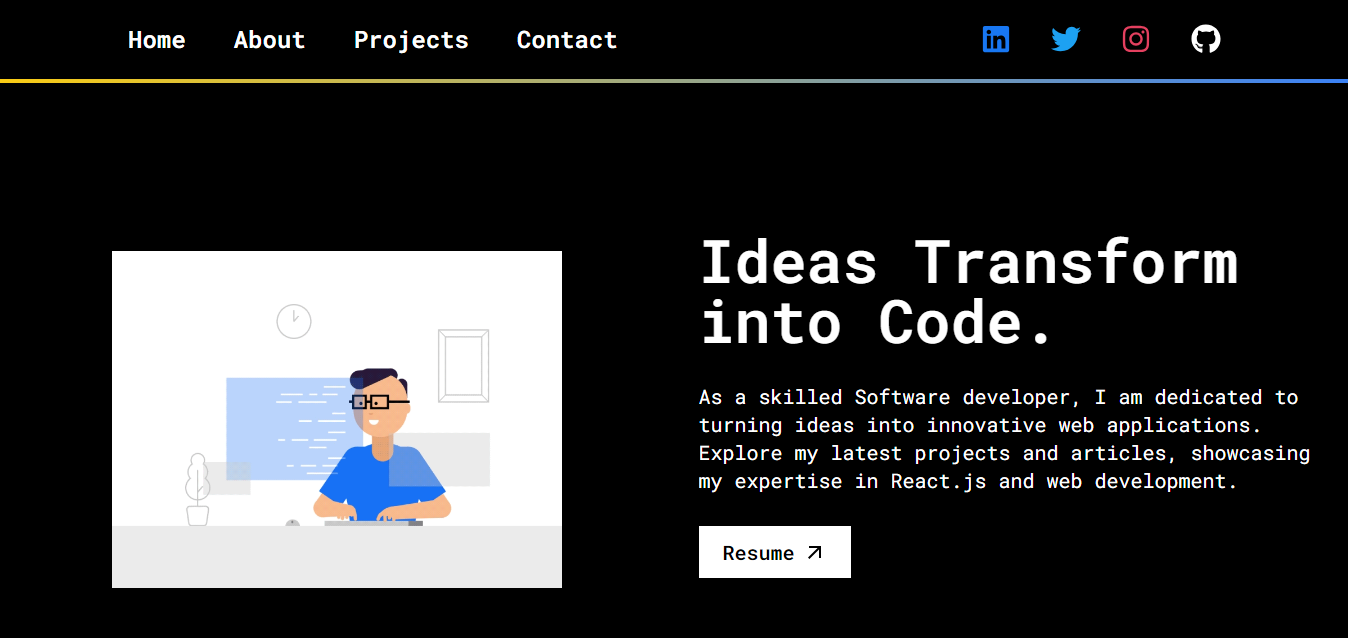 Home About Projects Contact
Ideas Transform
into Code.
As a skilled Software developer, I am dedicated to
turning ideas into innovative web applications.
Explore my latest projects and articles, showcasing
my expertise in React.js and web development.
Resume